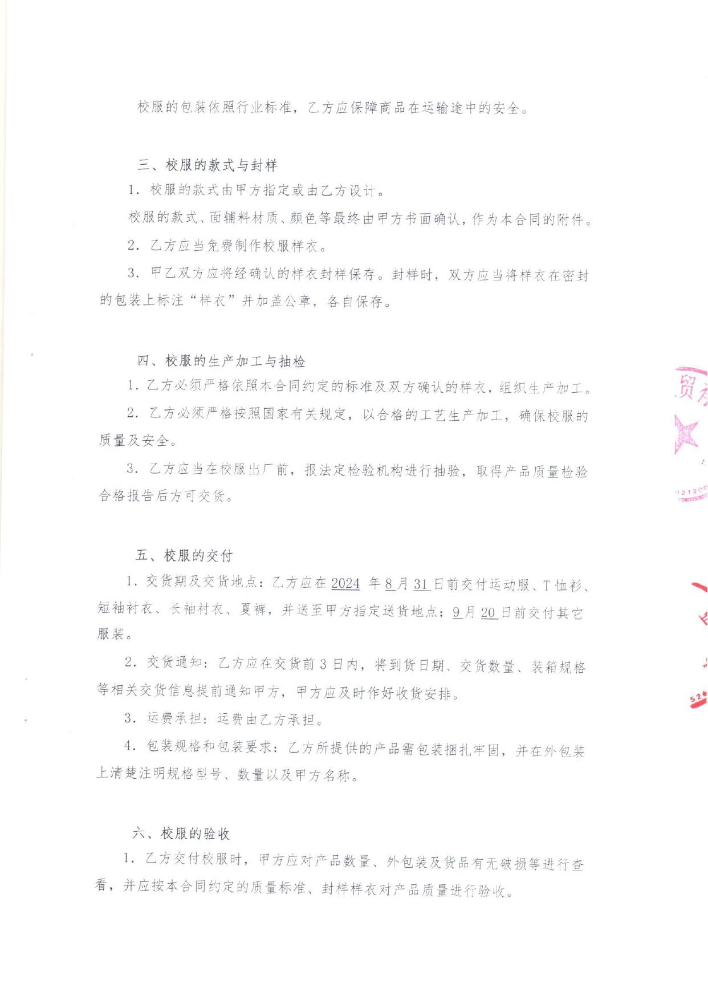 校服的包装依照行业标准，乙方应保障商品在运输途中的安全。
三、校服的款式与封样
1．校服的款式由甲方指定或由乙方设计。
校服的款式、面辅料材质、颜色等最终由甲方书面确认，作为本合同的附件。
2．乙方应当免费制作校服样衣。
3．甲乙双方应将经确认的样衣封样保存。封样时，双方应当将样衣在密封
的包装上标注“样衣”并加盖公章，各自保存。
四、校服的生产加工与抽检
1．乙方必须严格依照本合同约定的标准及双方确认的样衣，组织生产加工。
2．乙方必须严格按照国家有关规定，以合格的工艺生产加工，确保校服的
质量及安全。
3．乙方应当在校服出厂前，报法定检验机构进行抽验，取得产品质量检验
合格报告后方可交货。
贸
021200
五、校服的交付
1．交货期及交货地点：乙方应在 2024 年 8 月 31 日前交付运动服、T 恤衫、
短袖衬衣、长袖衬衣、夏裤，并送至甲方指定送货地点；9 月 20 日前交付其它
服装。
2．交货通知：乙方应在交货前 3 日内，将到货日期、交货数量、装箱规格
等相关交货信息提前通知甲方，甲方应及时作好收货安排。
520
3．运费承担：运费由乙方承担。
4．包装规格和包装要求：乙方所提供的产品需包装捆扎牢固，并在外包装
上清楚注明规格型号、数量以及甲方名称。
六、校服的验收
1．乙方交付校服时，甲方应对产品数量、外包装及货品有无破损等进行查
看，并应按本合同约定的质量标准、封样样衣对产品质量进行验收。